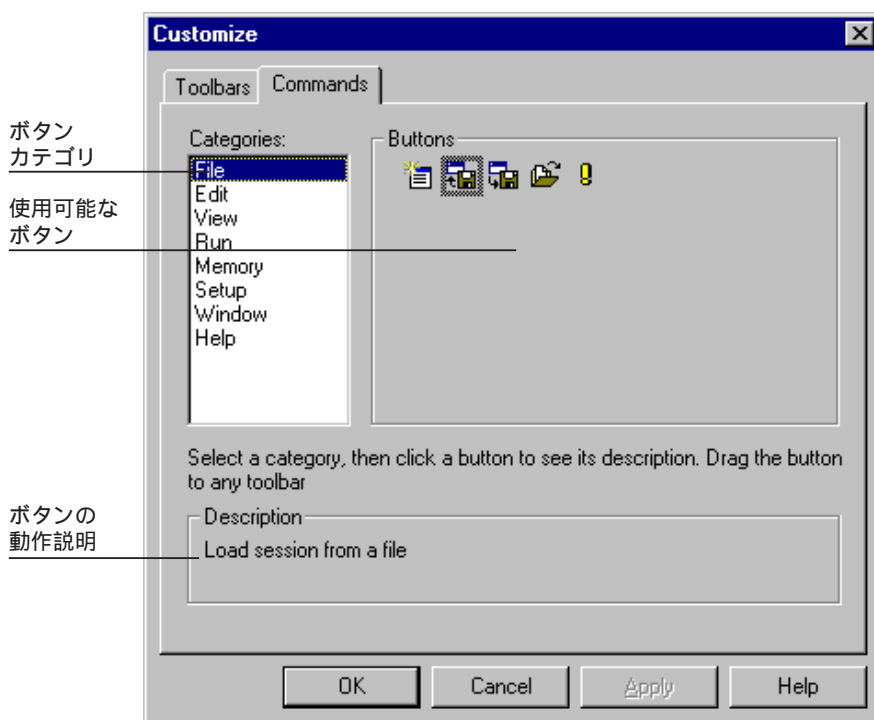 Customize
Toolbars
Commands
ボタン
カテゴリ
Categories:
Buttons
File
Edit
View
Run
Memory
Setup
Window
Help
使用可能な
ボタン
Select a category, then click a button to see its description. Drag the button
to any toolbar
ボタンの
動作説明
Description
Load session from a file
OK
Cancel
Apply
Help